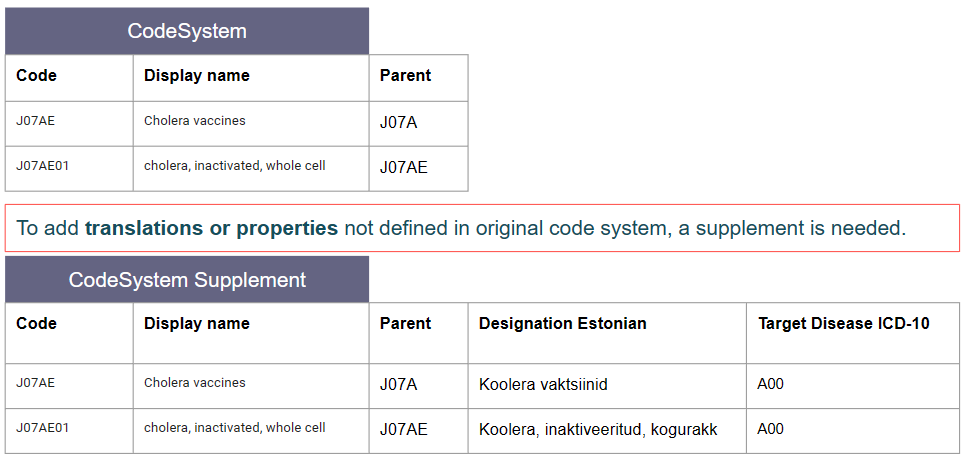 CodeSystem
Code Display name Parent
J07AE Cholera vaccines J07A
J07AE01 cholera, inactivated, whole cell J07AE
To add translations or properties not defined in original code system, a supplement is needed.
CodeSystem Supplement
Code Display name Parent Designation Estonian Target Disease ICD-10
J07AE Cholera vaccines J07A Koolera vaktsiinid A00
J07AE01 cholera, inactivated, whole cell J07AE Koolera, inaktiveeritud, kogurakk A00